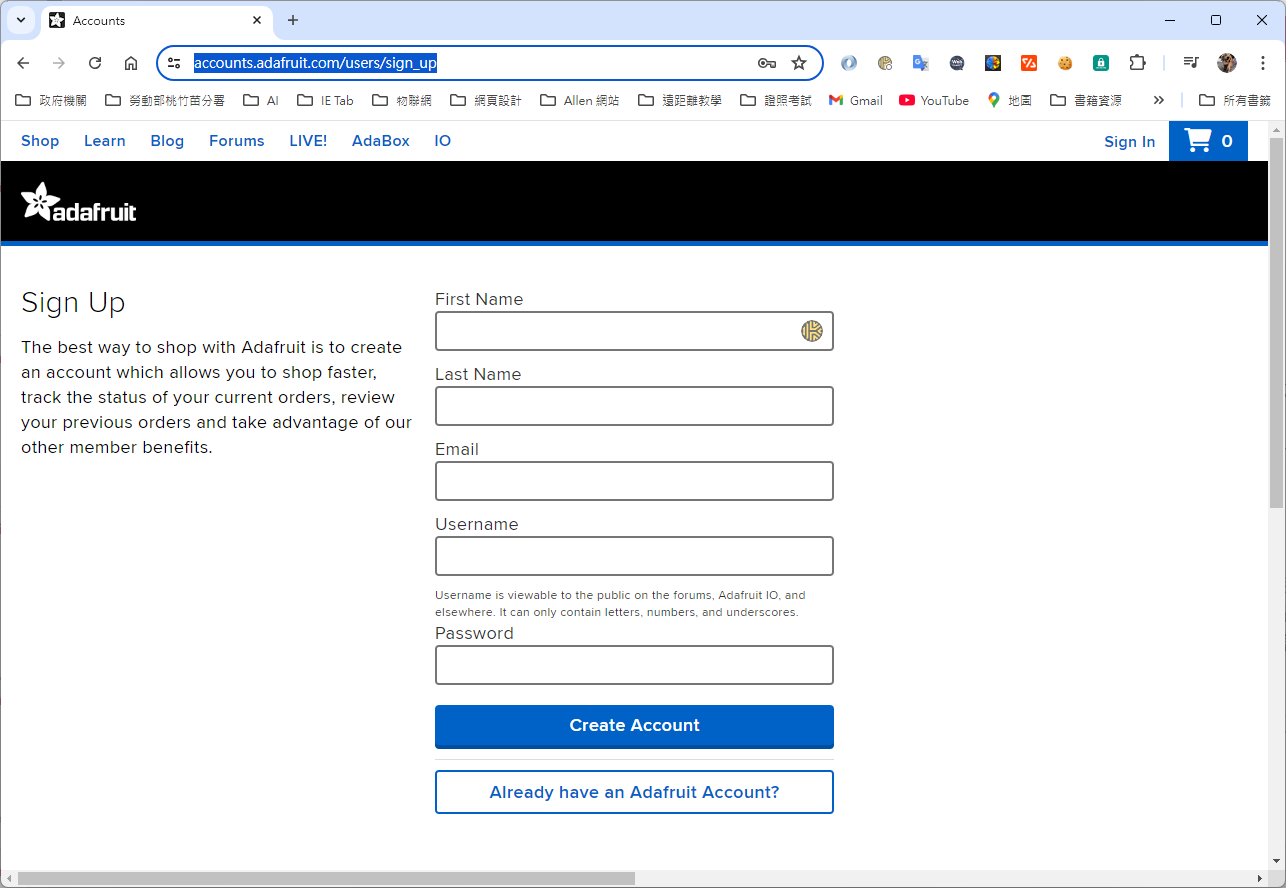 Accounts
accounts.adafruit.com/users/sign_up
政府機關 勞動部桃竹苗分署 AI IE Tab 物聯網 網頁設計 Allen 網站 遠距離教學 證照考試 Gmail YouTube 地圖 書籍資源 » 所有書籤
Shop Learn Blog Forums LIVE! AdaBox IO Sign In 0
adafruit
Sign Up
The best way to shop with Adafruit is to create
an account which allows you to shop faster,
track the status of your current orders, review
your previous orders and take advantage of our
other member benefits.
First Name
Last Name
Email
Username
Username is viewable to the public on the forums, Adafruit IO, and
elsewhere. It can only contain letters, numbers, and underscores.
Password
Create Account
Already have an Adafruit Account?